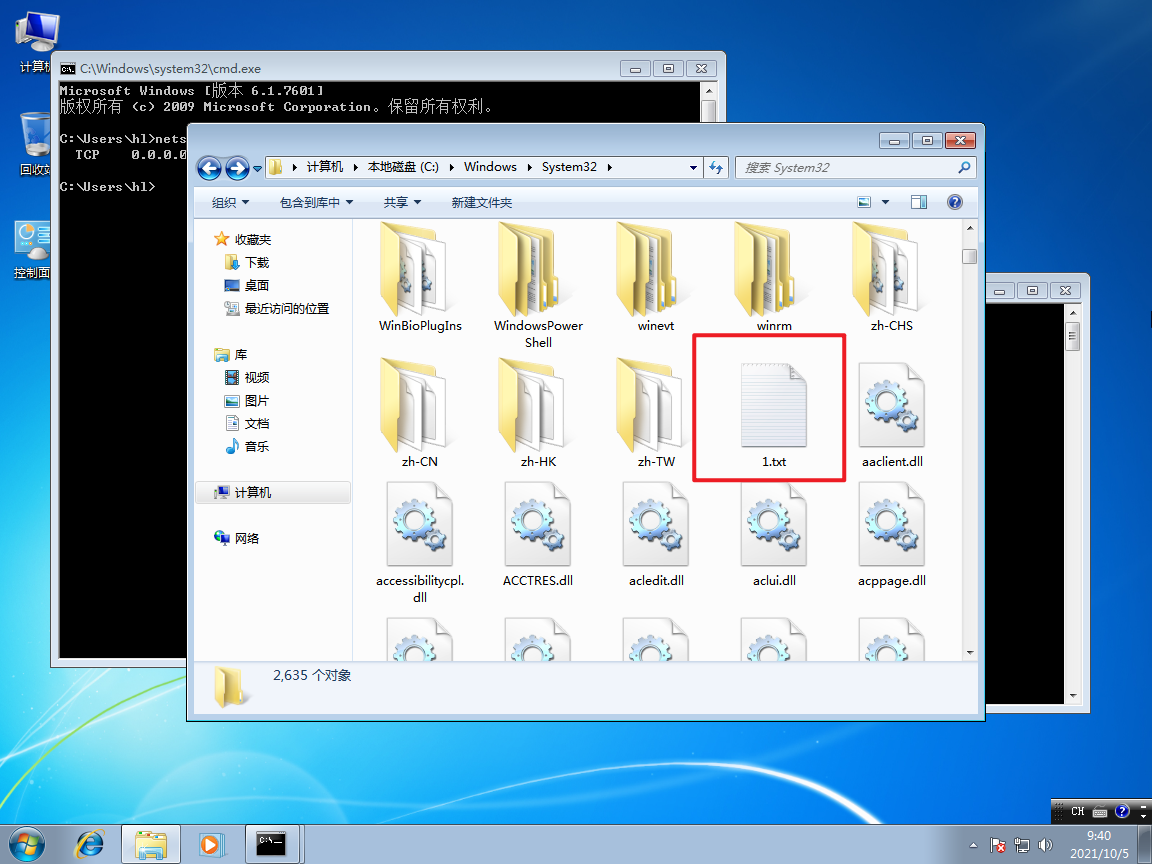 计算机
回收站
控制面
C:\Windows\system32\cmd.exe
Microsoft Windows [版本 6.1.7601]
版权所有 (c) 2009 Microsoft Corporation。保留所有权利。
C:\Users\hl>nets
TCP 0.0.0.0
C:\Users\hl>
计算机
本地磁盘 (C:)
Windows
System32
搜索 System32
组织
包含到库中
共享
新建文件夹
收藏夹
下载
桌面
最近访问的位置
库
视频
图片
文档
音乐
计算机
网络
WinBioPlugIns
WindowsPower
Shell
winevt
winrm
zh-CHS
zh-CN
zh-HK
zh-TW
1.txt
aaclient.dll
accessibilitycpl.
dll
ACCTRES.dll
acledit.dll
aclui.dll
acppage.dll
2,635 个对象
CH
9:40
2021/10/5